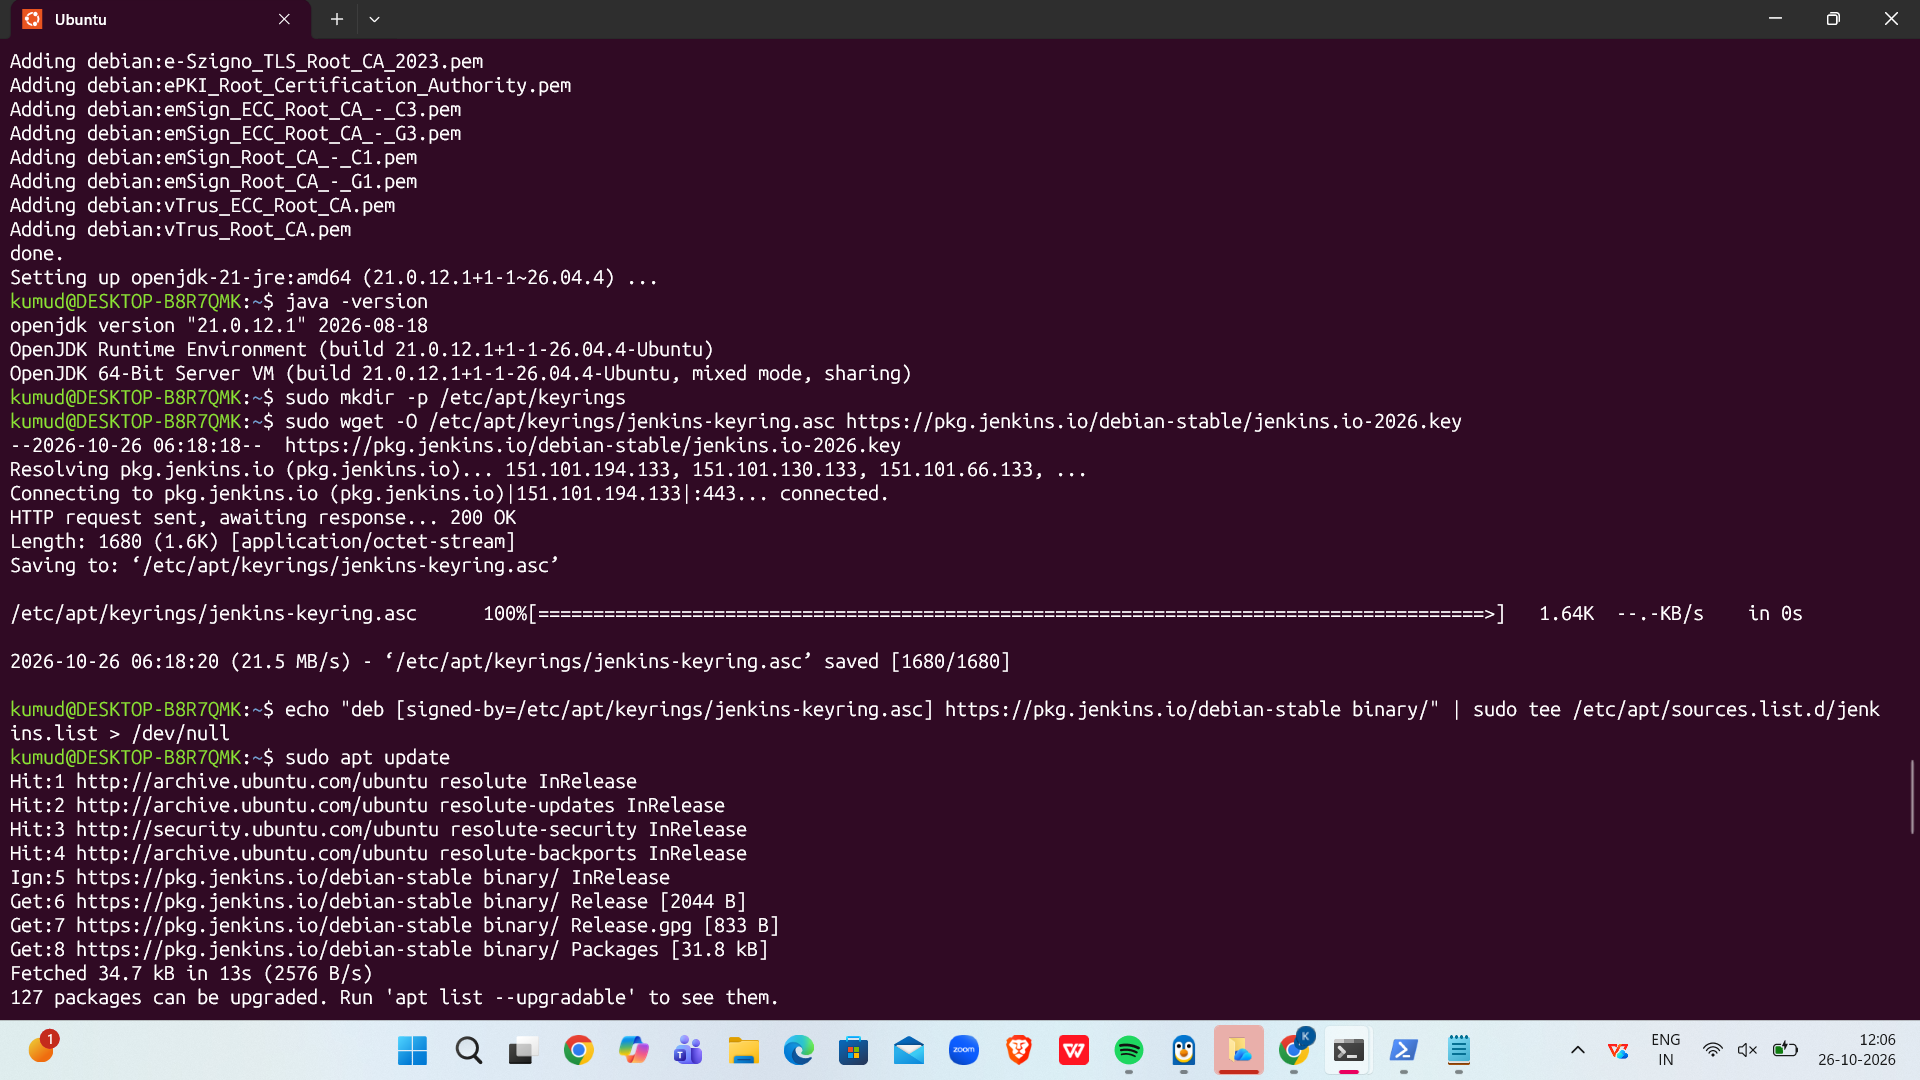 Ubuntu
Adding debian:e-Szigno_TLS_Root_CA_2023.pem
Adding debian:ePKI_Root_Certification_Authority.pem
Adding debian:emSign_ECC_Root_CA_-_C3.pem
Adding debian:emSign_ECC_Root_CA_-_G3.pem
Adding debian:emSign_Root_CA_-_C1.pem
Adding debian:emSign_Root_CA_-_G1.pem
Adding debian:vTrus_ECC_Root_CA.pem
Adding debian:vTrus_Root_CA.pem
done.
Setting up openjdk-21-jre:amd64 (21.0.12.1+1-1~26.04.4) ...
kumud@DESKTOP-B8R7QMK:~$ java -version
openjdk version "21.0.12.1" 2026-08-18
OpenJDK Runtime Environment (build 21.0.12.1+1-1-26.04.4-Ubuntu)
OpenJDK 64-Bit Server VM (build 21.0.12.1+1-1-26.04.4-Ubuntu, mixed mode, sharing)
kumud@DESKTOP-B8R7QMK:~$ sudo mkdir -p /etc/apt/keyrings
kumud@DESKTOP-B8R7QMK:~$ sudo wget -O /etc/apt/keyrings/jenkins-keyring.asc https://pkg.jenkins.io/debian-stable/jenkins.io-2026.key
--2026-10-26 06:18:18--  https://pkg.jenkins.io/debian-stable/jenkins.io-2026.key
Resolving pkg.jenkins.io (pkg.jenkins.io)... 151.101.194.133, 151.101.130.133, 151.101.66.133, ...
Connecting to pkg.jenkins.io (pkg.jenkins.io)|151.101.194.133|:443... connected.
HTTP request sent, awaiting response... 200 OK
Length: 1680 (1.6K) [application/octet-stream]
Saving to: ‘/etc/apt/keyrings/jenkins-keyring.asc’
/etc/apt/keyrings/jenkins-keyring.asc      100%[======================================================================================>]   1.64K  --.-KB/s    in 0s
2026-10-26 06:18:20 (21.5 MB/s) - ‘/etc/apt/keyrings/jenkins-keyring.asc’ saved [1680/1680]
kumud@DESKTOP-B8R7QMK:~$ echo "deb [signed-by=/etc/apt/keyrings/jenkins-keyring.asc] https://pkg.jenkins.io/debian-stable binary/" | sudo tee /etc/apt/sources.list.d/jenk
ins.list > /dev/null
kumud@DESKTOP-B8R7QMK:~$ sudo apt update
Hit:1 http://archive.ubuntu.com/ubuntu resolute InRelease
Hit:2 http://archive.ubuntu.com/ubuntu resolute-updates InRelease
Hit:3 http://security.ubuntu.com/ubuntu resolute-security InRelease
Hit:4 http://archive.ubuntu.com/ubuntu resolute-backports InRelease
Ign:5 https://pkg.jenkins.io/debian-stable binary/ InRelease
Get:6 https://pkg.jenkins.io/debian-stable binary/ Release [2044 B]
Get:7 https://pkg.jenkins.io/debian-stable binary/ Release.gpg [833 B]
Get:8 https://pkg.jenkins.io/debian-stable binary/ Packages [31.8 kB]
Fetched 34.7 kB in 13s (2576 B/s)
127 packages can be upgraded. Run 'apt list --upgradable' to see them.
1
zoom
K
ENG
IN
12:06
26-10-2026